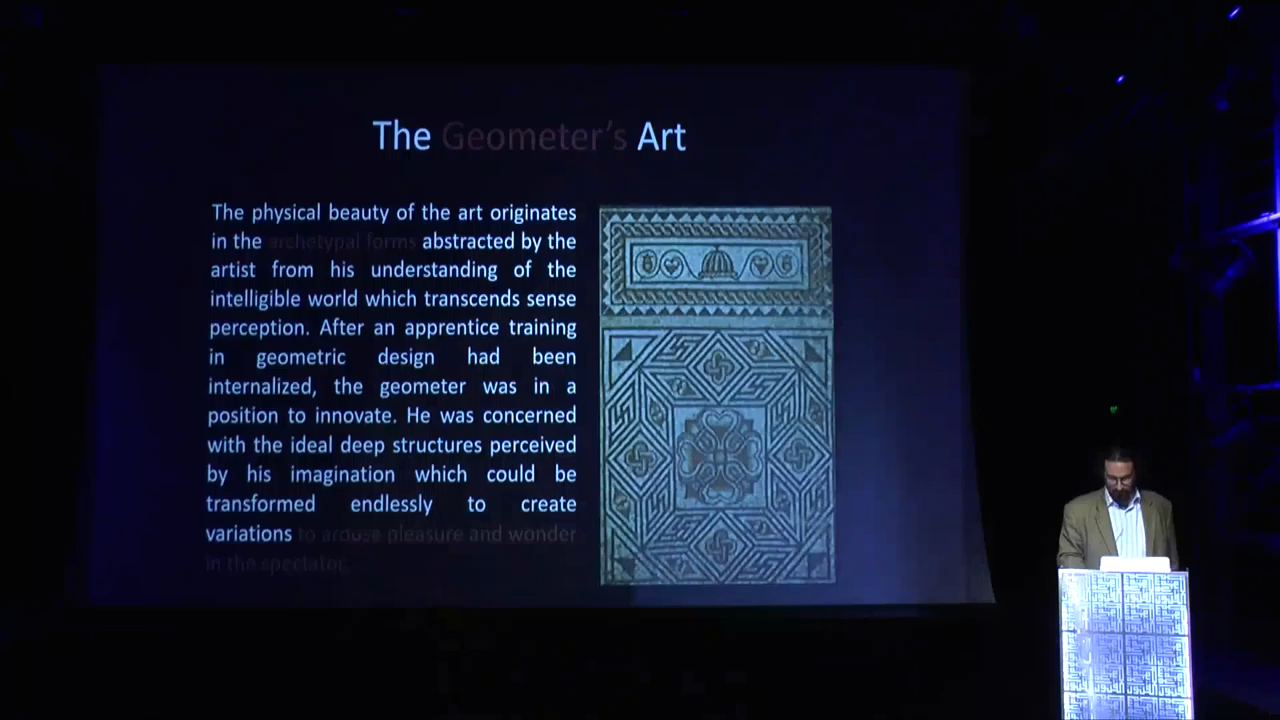 The Geometer's Art
The physical beauty of the art originates
in the archetypal forms abstracted by the
artist from his understanding of the
intelligible world which transcends sense
perception. After an apprentice training
in geometric design had been
internalized, the geometer was in a
position to innovate. He was concerned
with the ideal deep structures perceived
by his imagination which could be
transformed endlessly to create
variations to arouse pleasure and wonder
in the spectator.